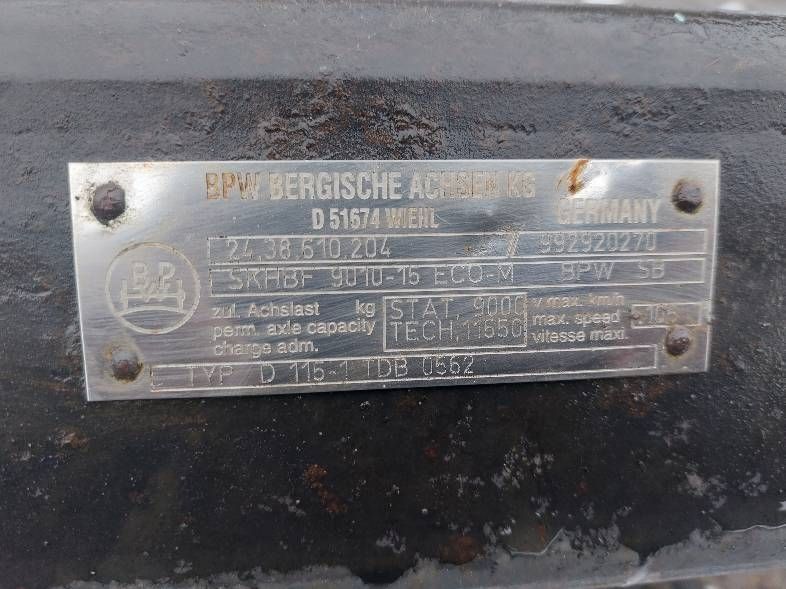 BPW BERGISCHE ACHSEN KG
D 51674 WIEHL GERMANY
24.38.610.204 / 992920270
SKHBF 9010-15 ECO-M BPW SB
BPW
zul. Achslast kg
perm. axle capacity
charge adm.
STAT. 9000
TECH.11650
v max. km/h
max. speed
vitesse maxi.
105
TYP D 115-1 TDB 0562